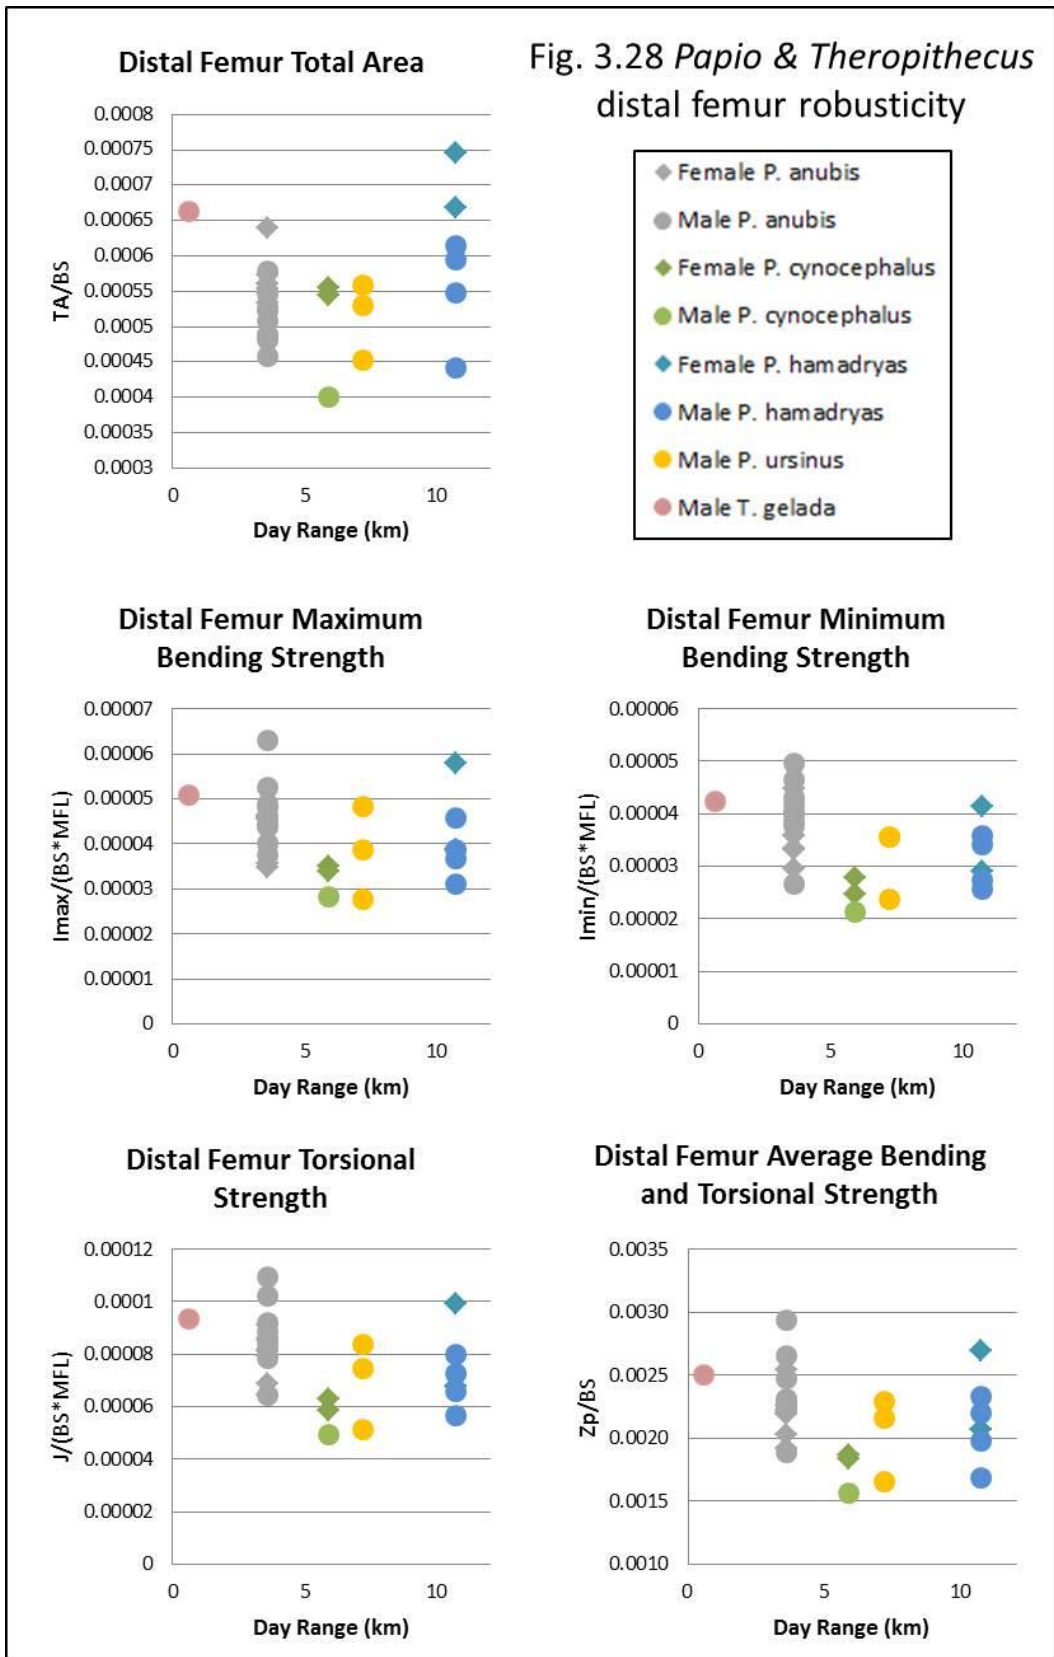 Fig. 3.28 Papio & Theropithecus
distal femur robusticity
Distal Femur Total Area
0.0008
0.00075
0.0007
0.00065
0.0006
0.00055
0.0005
0.00045
0.0004
0.00035
0.0003
TA/BS
0 5 10
Day Range (km)
Female P. anubis
Male P. anubis
Female P. cynocephalus
Male P. cynocephalus
Female P. hamadryas
Male P. hamadryas
Male P. ursinus
Male T. gelada
Distal Femur Maximum
Bending Strength
0.00007
0.00006
0.00005
0.00004
0.00003
0.00002
0.00001
0
Imax/(BS*MFL)
0 5 10
Day Range (km)
Distal Femur Minimum
Bending Strength
0.00006
0.00005
0.00004
0.00003
0.00002
0.00001
0
Imin/(BS*MFL)
0 5 10
Day Range (km)
Distal Femur Torsional
Strength
0.00012
0.0001
0.00008
0.00006
0.00004
0.00002
0
J/(BS*MFL)
0 5 10
Day Range (km)
Distal Femur Average Bending
and Torsional Strength
0.0035
0.0030
0.0025
0.0020
0.0015
0.0010
Zp/BS
0 5 10
Day Range (km)